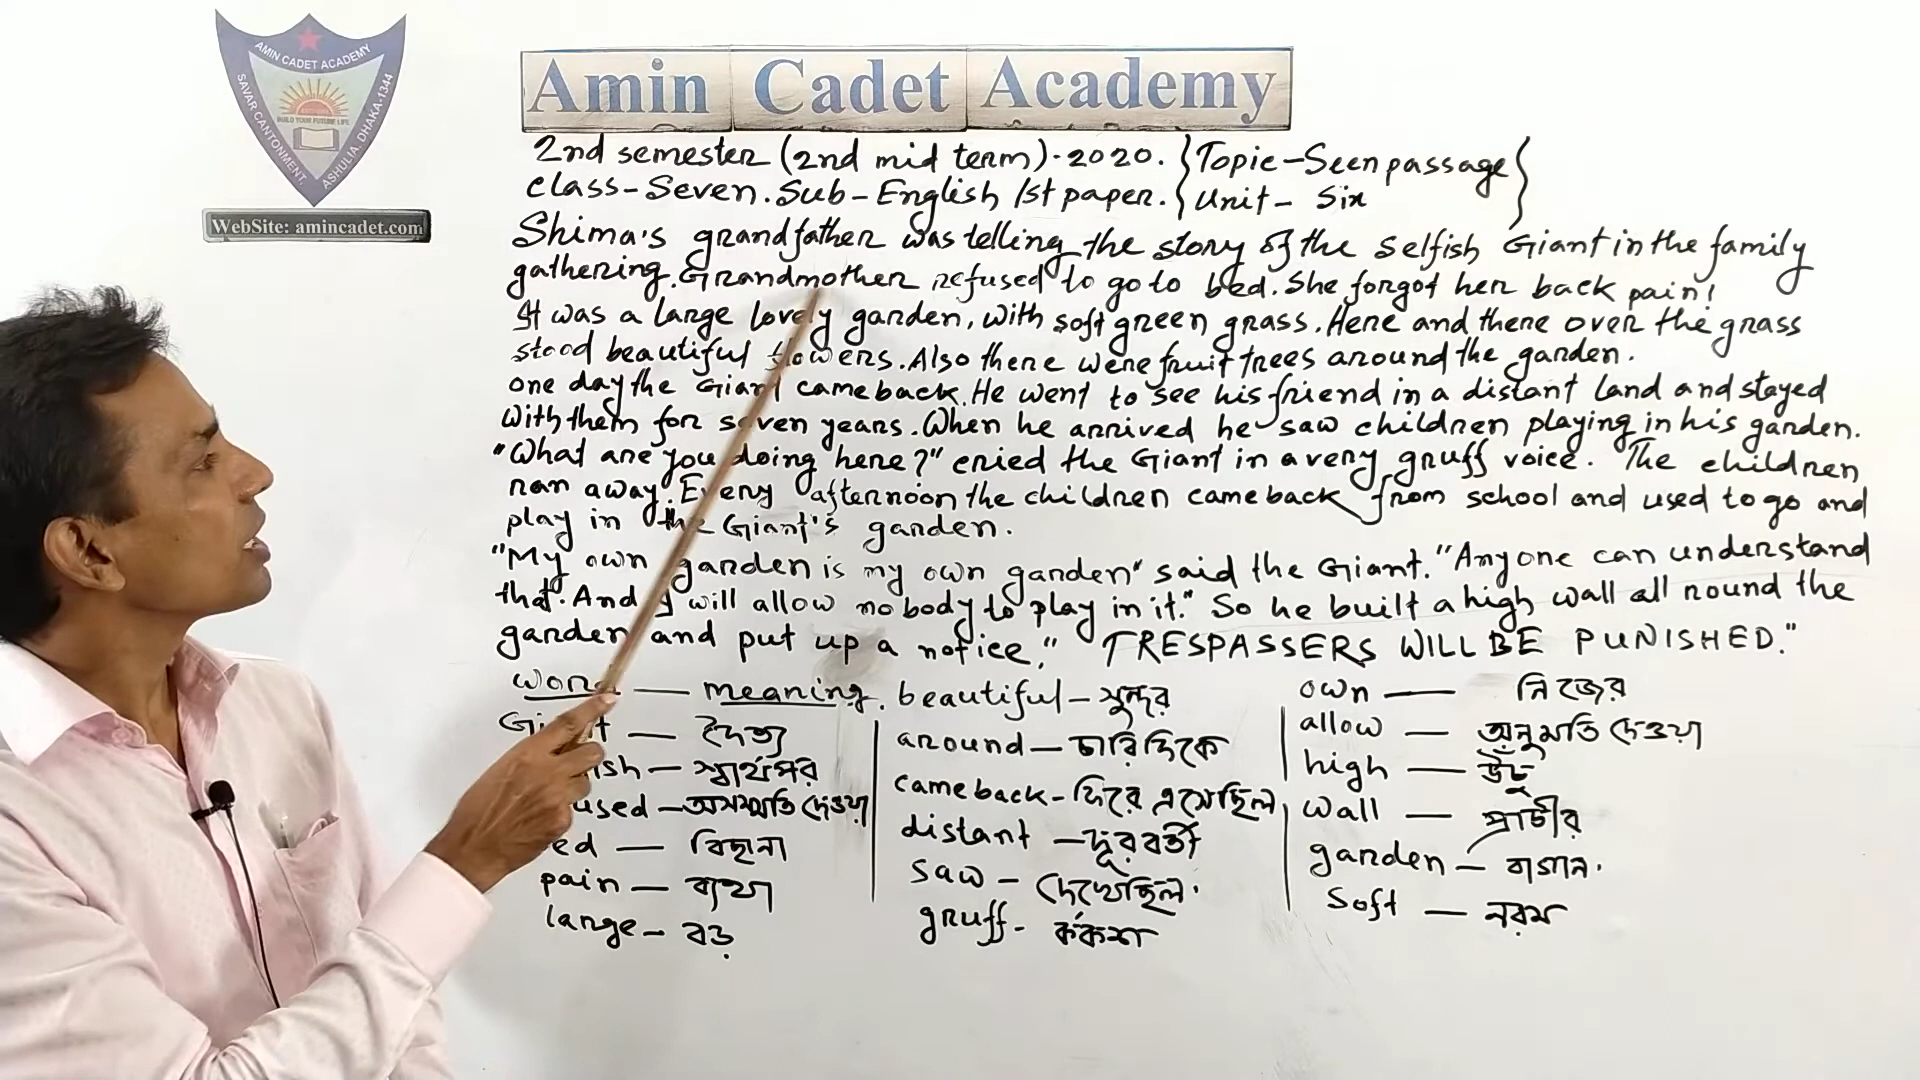 AMIN CADET ACADEMY
SAVAR CANTONMENT, ASHULIA, DHAKA-1344
BUILD YOUR FUTURE LIFE
WebSite: amincadet.com
Amin Cadet Academy
2nd semester (2nd mid term)-2020. Topic-Seen passage
class-Seven. Sub-English 1st paper. Unit-Six
Shima's grandfather was telling the story of the Selfish Giant in the family
gathering. Grandmother refused to go to bed. She forgot her back pain!
It was a large lovely garden, with soft green grass. Here and there over the grass
stood beautiful flowers. Also there were fruit trees around the garden.
one day the Giant came back. He went to see his friend in a distant land and stayed
with them for seven years. When he arrived he saw children playing in his garden.
"What are you doing here?" cried the Giant in a very gruff voice. The children
ran away. Every afternoon the children came back from school and used to go and
play in the Giant's garden.
"My own garden is my own garden" said the Giant. "Anyone can understand
that. And I will allow nobody to play in it." So he built a high wall all round the
garden and put up a notice." TRESPASSERS WILL BE PUNISHED."
word — meaning. beautiful - সুন্দর own — নিজের
— দৈত্য around — চারিদিকে allow — অনুমতি দেওয়া
ish — স্বার্থপর came back - ফিরে এসেছিল high — উঁচু
used — অসম্মতি দেওয়া distant — দূরবর্তী wall — প্রাচীর
ed — বিছানা saw — দেখেছিল. garden — বাগান.
pain — ব্যথা gruff - কর্কশ soft — নরম
large — বড়